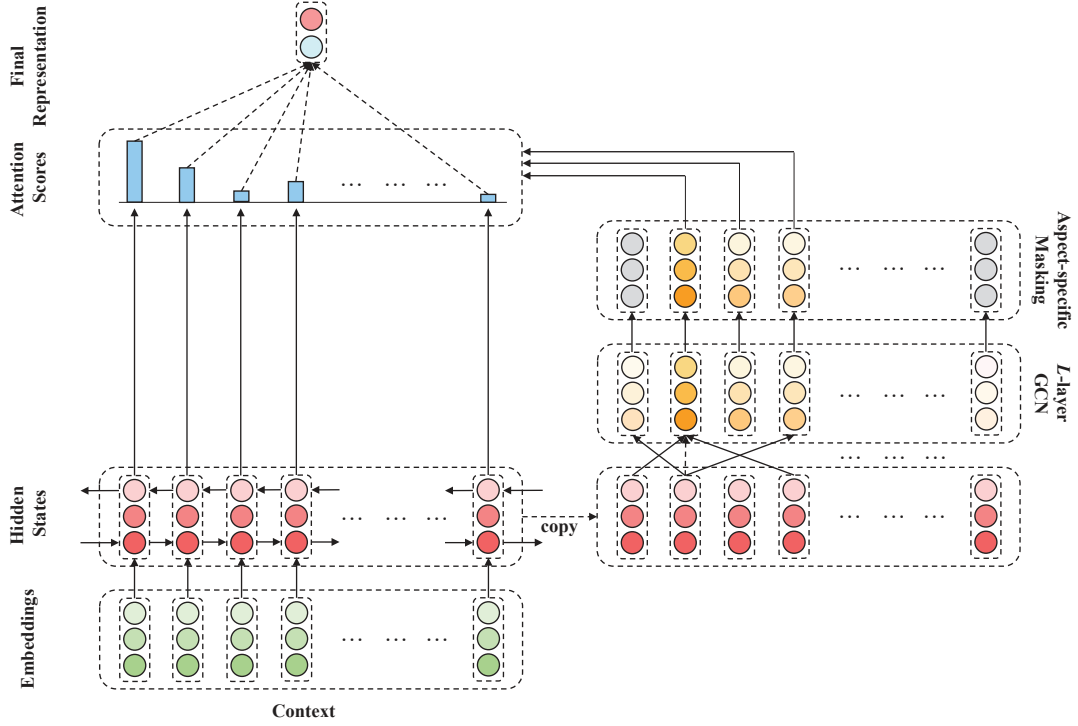 Final
Representation
Attention
Scores
… … …
Aspect-specific
Masking
… … …
L-layer
GCN
… … …
… … …
Hidden
States
… … …
copy
… … …
Embeddings
… … …
Context